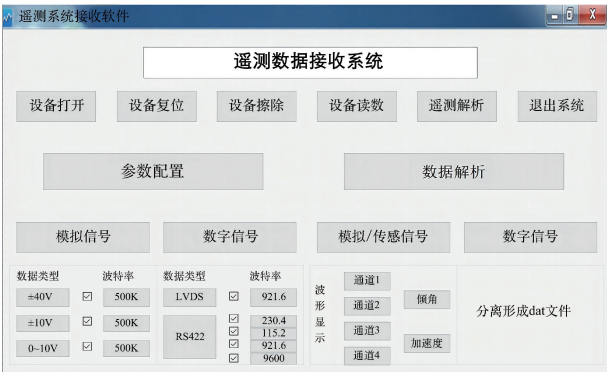 遥测系统接收软件
遥测数据接收系统
设备打开 设备复位 设备擦除 设备读数 遥测解析 退出系统
参数配置 数据解析
模拟信号 数字信号 模拟/传感信号 数字信号
数据类型 波特率 数据类型 波特率
±40V 500K LVDS 921.6
±10V 500K RS422 230.4
115.2
921.6
0~10V 500K 9600
波形显示
通道1
通道2 倾角
通道3
通道4 加速度
分离形成dat文件